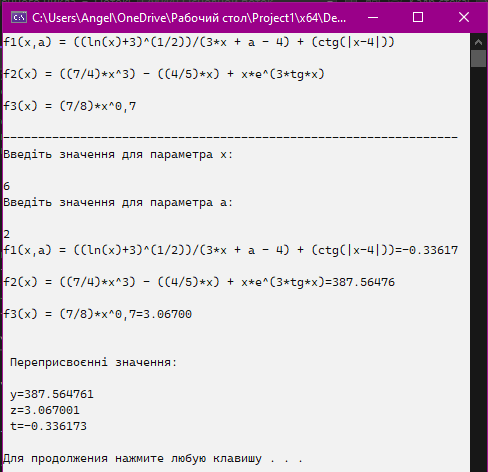 C:\Users\Angel\OneDrive\Рабочий стол\Project1\x64\De...
f1(x,a) = ((ln(x)+3)^(1/2))/(3*x + a − 4) + (ctg(|x−4|))
f2(x) = ((7/4)*x^3) − ((4/5)*x) + x*e^(3*tg*x)
f3(x) = (7/8)*x^0,7
-----------------------------------------------------------------
Введіть значення для параметра x:
6
Введіть значення для параметра a:
2
f1(x,a) = ((ln(x)+3)^(1/2))/(3*x + a − 4) + (ctg(|x−4|))=−0.33617
f2(x) = ((7/4)*x^3) − ((4/5)*x) + x*e^(3*tg*x)=387.56476
f3(x) = (7/8)*x^0,7=3.06700
Переприсвоєнні значення:
y=387.564761
z=3.067001
t=−0.336173
Для продолжения нажмите любую клавишу . . .